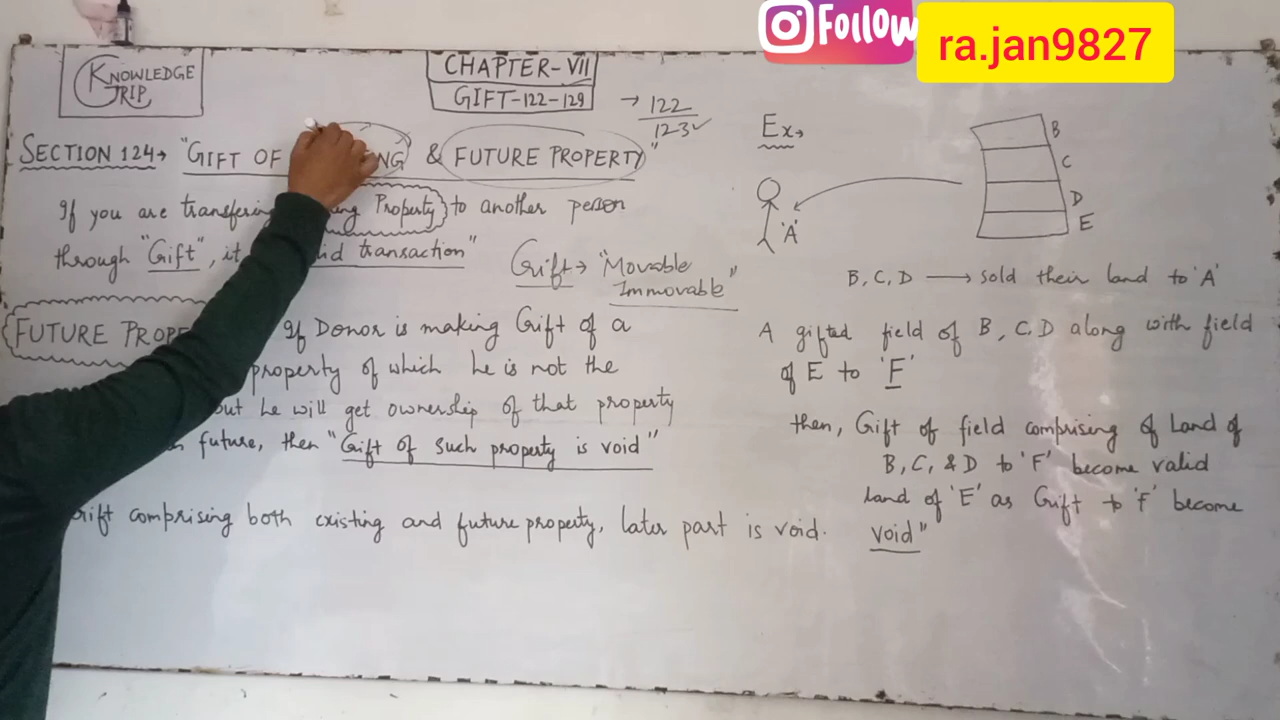 Follow
ra.jan9827
KNOWLEDGE
GRIP
CHAPTER-VII
GIFT-122-129
→ 122
123✓
SECTION 124→ "GIFT OF NG & FUTURE PROPERTY"
If you are transfering Property to another person
through "Gift", it transaction"
Gift → "Movable
Immovable"
FUTURE If Donor is making Gift of a
property of which he is not the
but he will get ownership of that property
future, then "Gift of such property is void"
Gift comprising both existing and future property, later part is void.
Ex→
B
C
D
E
'A'
B, C, D → sold their land to 'A'
A gifted field of B, C, D along with field
of E to 'F'
then, Gift of field comprising of Land of
B, C, & D to 'F' become valid
land of 'E' as Gift to 'F' become
void"